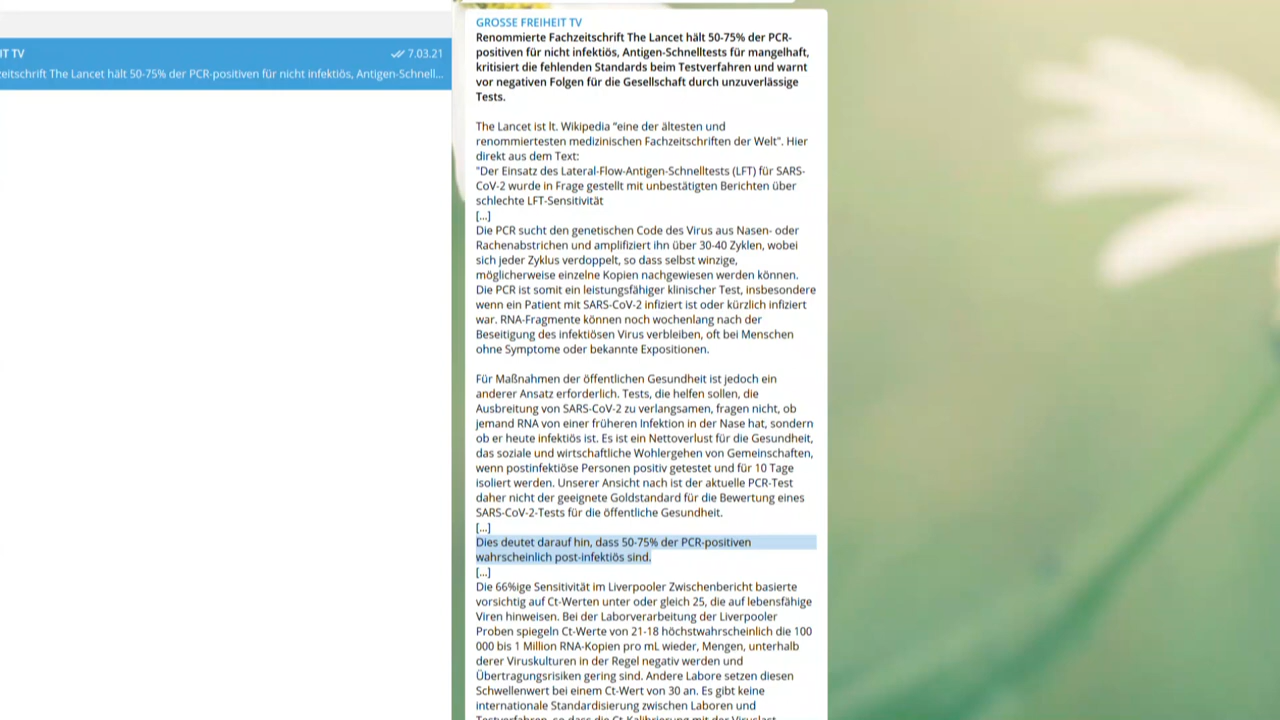 IT TV
7.03.21
eitschrift The Lancet hält 50-75% der PCR-positiven für nicht infektiös, Antigen-Schnell...
GROSSE FREIHEIT TV
Renommierte Fachzeitschrift The Lancet hält 50-75% der PCR-
positiven für nicht infektiös, Antigen-Schnelltests für mangelhaft,
kritisiert die fehlenden Standards beim Testverfahren und warnt
vor negativen Folgen für die Gesellschaft durch unzuverlässige
Tests.
The Lancet ist lt. Wikipedia "eine der ältesten und
renommiertesten medizinischen Fachzeitschriften der Welt". Hier
direkt aus dem Text:
"Der Einsatz des Lateral-Flow-Antigen-Schnelltests (LFT) für SARS-
CoV-2 wurde in Frage gestellt mit unbestätigten Berichten über
schlechte LFT-Sensitivität
[...]
Die PCR sucht den genetischen Code des Virus aus Nasen- oder
Rachenabstrichen und amplifiziert ihn über 30-40 Zyklen, wobei
sich jeder Zyklus verdoppelt, so dass selbst winzige,
möglicherweise einzelne Kopien nachgewiesen werden können.
Die PCR ist somit ein leistungsfähiger klinischer Test, insbesondere
wenn ein Patient mit SARS-CoV-2 infiziert ist oder kürzlich infiziert
war. RNA-Fragmente können noch wochenlang nach der
Beseitigung des infektiösen Virus verbleiben, oft bei Menschen
ohne Symptome oder bekannte Expositionen.
Für Maßnahmen der öffentlichen Gesundheit ist jedoch ein
anderer Ansatz erforderlich. Tests, die helfen sollen, die
Ausbreitung von SARS-CoV-2 zu verlangsamen, fragen nicht, ob
jemand RNA von einer früheren Infektion in der Nase hat, sondern
ob er heute infektiös ist. Es ist ein Nettoverlust für die Gesundheit,
das soziale und wirtschaftliche Wohlergehen von Gemeinschaften,
wenn postinfektiöse Personen positiv getestet und für 10 Tage
isoliert werden. Unserer Ansicht nach ist der aktuelle PCR-Test
daher nicht der geeignete Goldstandard für die Bewertung eines
SARS-CoV-2-Tests für die öffentliche Gesundheit.
[...]
Dies deutet darauf hin, dass 50-75% der PCR-positiven
wahrscheinlich post-infektiös sind.
[...]
Die 66%ige Sensitivität im Liverpooler Zwischenbericht basierte
vorsichtig auf Ct-Werten unter oder gleich 25, die auf lebensfähige
Viren hinweisen. Bei der Laborverarbeitung der Liverpooler
Proben spiegeln Ct-Werte von 21-18 höchstwahrscheinlich die 100
000 bis 1 Million RNA-Kopien pro mL wieder, Mengen, unterhalb
derer Viruskulturen in der Regel negativ werden und
Übertragungsrisiken gering sind. Andere Labore setzen diesen
Schwellenwert bei einem Ct-Wert von 30 an. Es gibt keine
internationale Standardisierung zwischen Laboren und